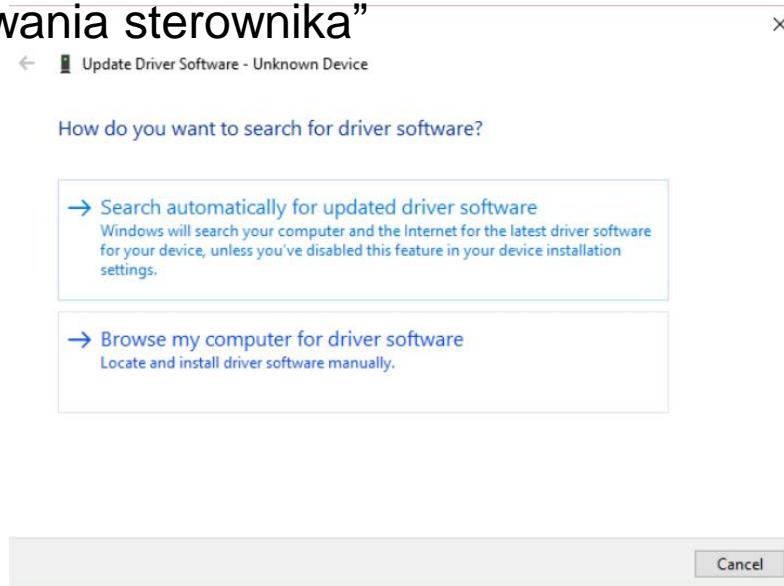 sterownika”
Update Driver Software - Unknown Device
How do you want to search for driver software?
Search automatically for updated driver software
Windows will search your computer and the Internet for the latest driver software
for your device, unless you've disabled this feature in your device installation
settings.
Browse my computer for driver software
Locate and install driver software manually.
Cancel